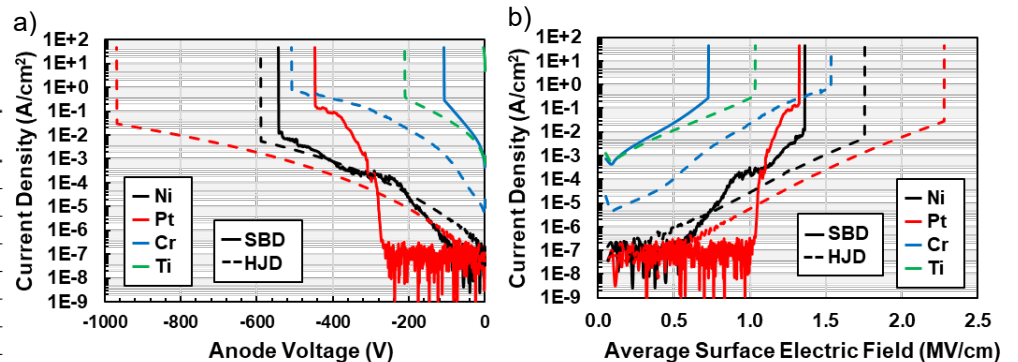 a)
Current Density (A/cm²)
1E+2
1E+1
1E+0
1E-1
1E-2
1E-3
1E-4
1E-5
1E-6
1E-7
1E-8
1E-9
Ni
Pt
Cr
Ti
SBD
HJD
-1000 -800 -600 -400 -200 0
Anode Voltage (V)
b)
Current Density (A/cm²)
1E+2
1E+1
1E+0
1E-1
1E-2
1E-3
1E-4
1E-5
1E-6
1E-7
1E-8
1E-9
SBD
HJD
Ni
Pt
Cr
Ti
0.0 0.5 1.0 1.5 2.0 2.5
Average Surface Electric Field (MV/cm)